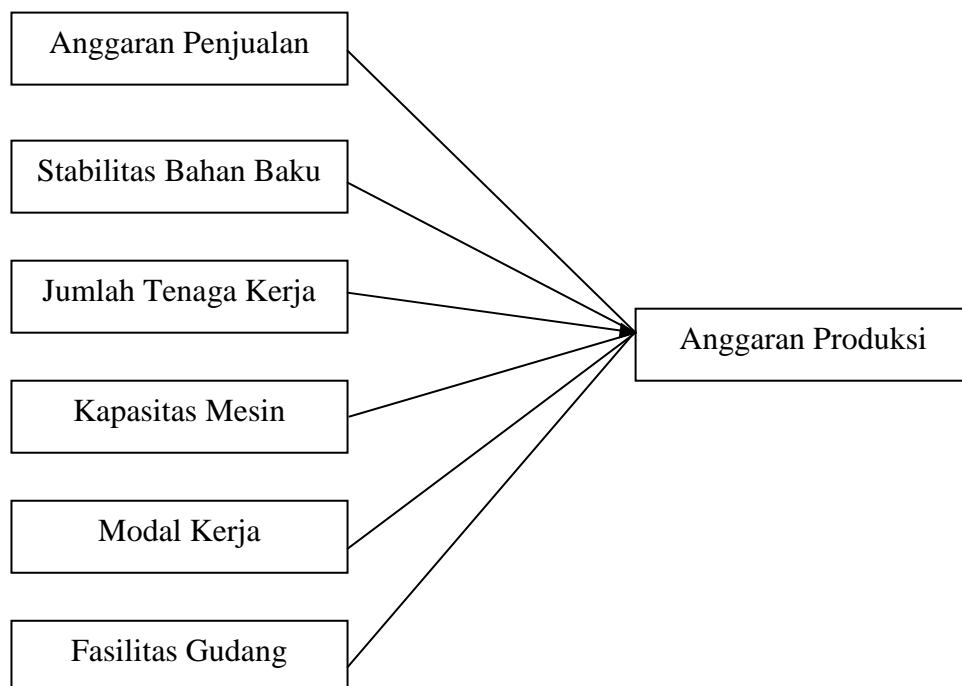 Anggaran Penjualan
Stabilitas Bahan Baku
Jumlah Tenaga Kerja
Anggaran Produksi
Kapasitas Mesin
Modal Kerja
Fasilitas Gudang